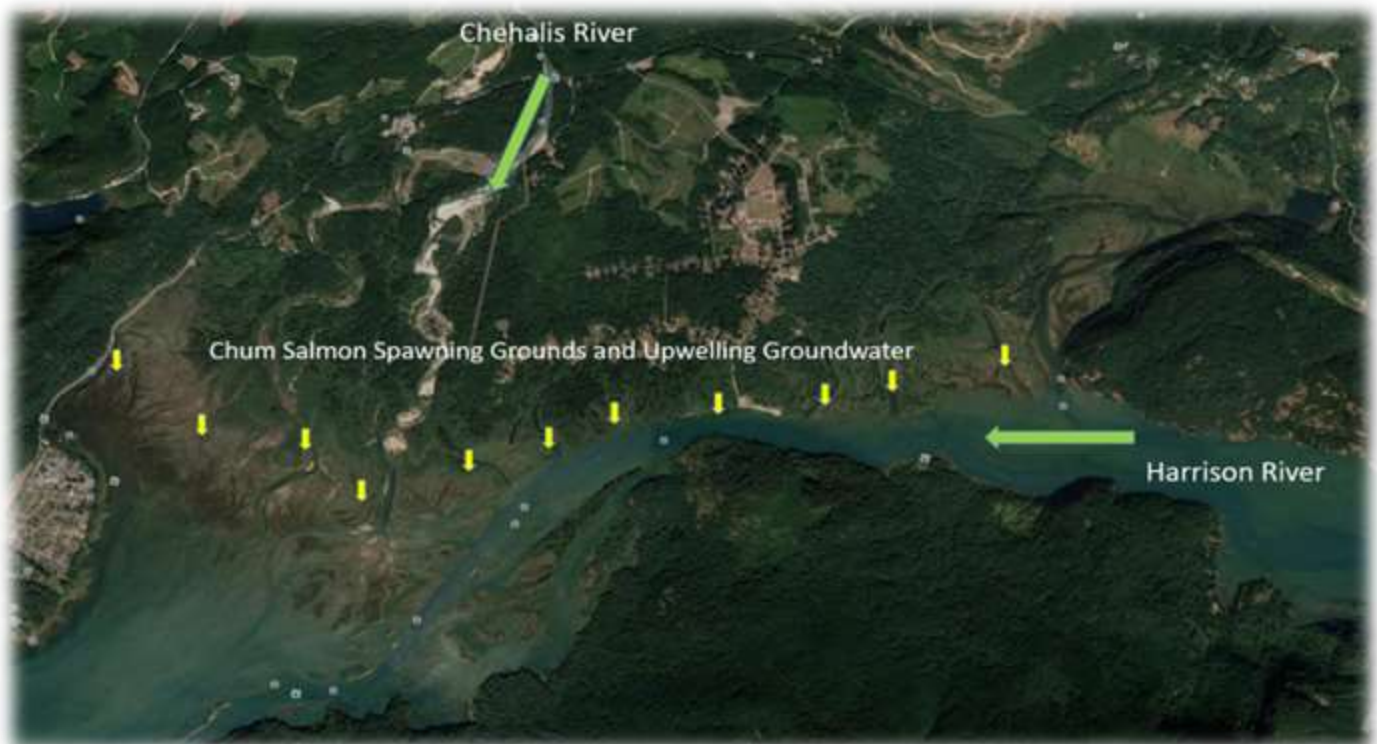 Chehalis River
Chum Salmon Spawning Grounds and Upwelling Groundwater
Harrison River